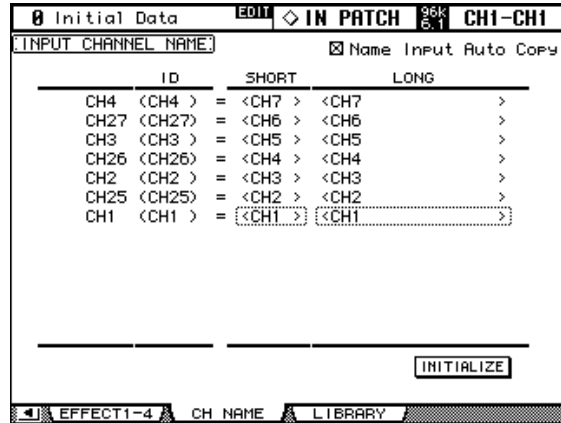 0 Initial Data EDIT ◇ IN PATCH 96K 6.1 CH1-CH1
INPUT CHANNEL NAME
☒ Name Input Auto Copy
ID SHORT LONG
CH4 (CH4 ) = <CH7 > <CH7 >
CH27 (CH27) = <CH6 > <CH6 >
CH3 (CH3 ) = <CH5 > <CH5 >
CH26 (CH26) = <CH4 > <CH4 >
CH2 (CH2 ) = <CH3 > <CH3 >
CH25 (CH25) = <CH2 > <CH2 >
CH1 (CH1 ) = <CH1 > <CH1 >
INITIALIZE
EFFECT1-4 CH NAME LIBRARY